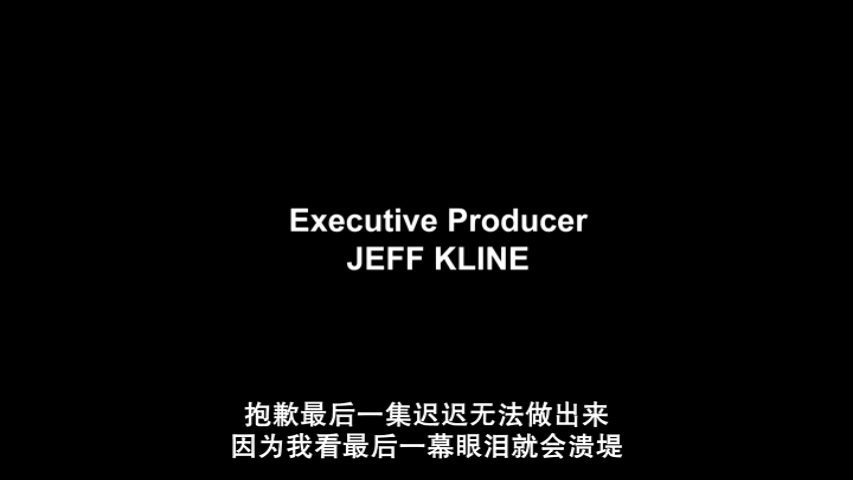 Executive Producer
JEFF KLINE
抱歉最后一集迟迟无法做出来
因为我看最后一幕眼泪就会溃堤